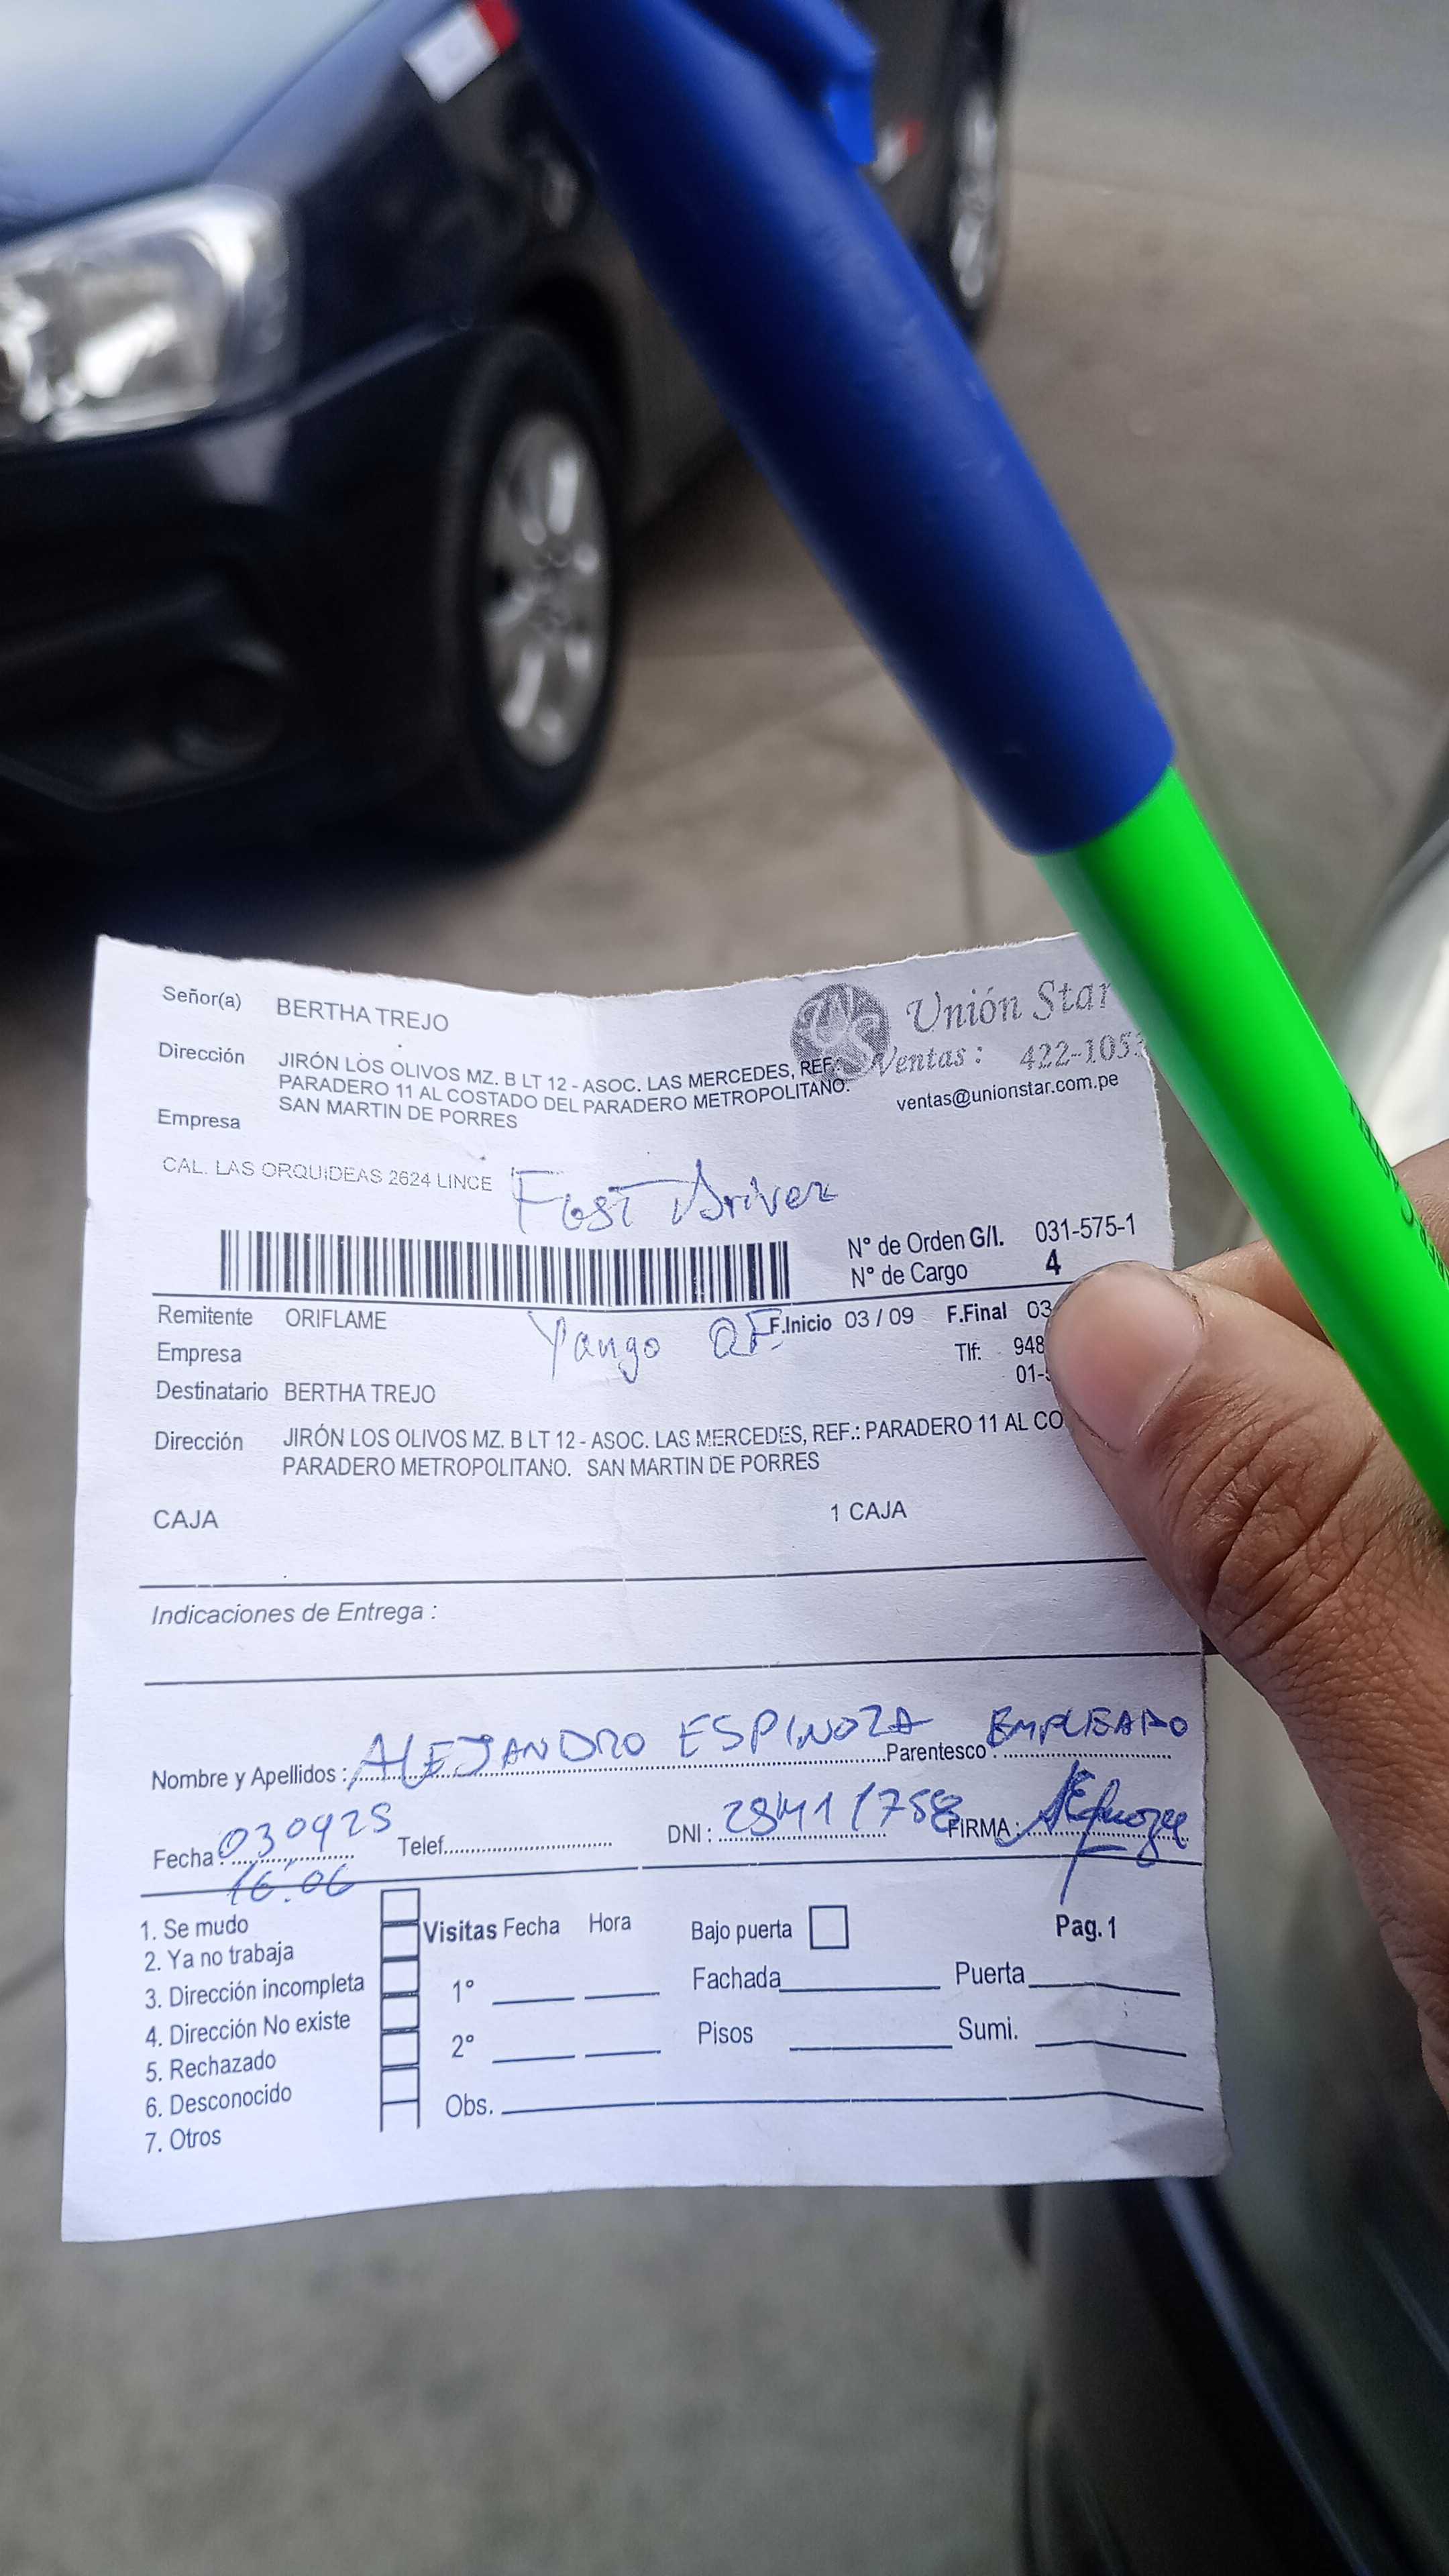 Señor(a) BERTHA TREJO
Unión Star
Ventas : 422-105
ventas@unionstar.com.pe
Dirección JIRÓN LOS OLIVOS MZ. B LT 12 - ASOC. LAS MERCEDES, REF.:
PARADERO 11 AL COSTADO DEL PARADERO METROPOLITANO.
SAN MARTIN DE PORRES
Empresa
CAL. LAS ORQUIDEAS 2624 LINCE
Fast Driver
N° de Orden G/I. 031-575-1
N° de Cargo 4
Remitente ORIFLAME
Yango
F.Inicio 03 / 09 F.Final 03
Empresa
Tlf: 948
01-
Destinatario BERTHA TREJO
Dirección JIRÓN LOS OLIVOS MZ. B LT 12 - ASOC. LAS MERCEDES, REF.: PARADERO 11 AL CO
PARADERO METROPOLITANO. SAN MARTIN DE PORRES
CAJA 1 CAJA
Indicaciones de Entrega :
Nombre y Apellidos : ALEJANDRO ESPINOZA Parentesco : EMPLEADO
Fecha : 030925 Telef. DNI : FIRMA :
16:06
1. Se mudo
2. Ya no trabaja
3. Dirección incompleta
4. Dirección No existe
5. Rechazado
6. Desconocido
7. Otros
Visitas Fecha Hora
1°
2°
Obs.
Bajo puerta
Fachada Puerta
Pisos Sumi.
Pag. 1